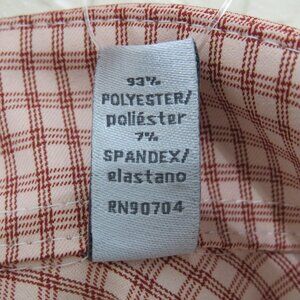 93%
POLYESTER/
poliéster
7%
SPANDEX/
elastano
RN90704